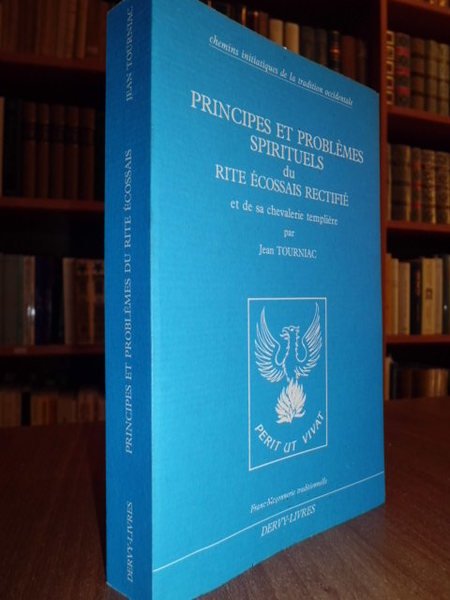 chemins initiatiques de la tradition occidentale
PRINCIPES ET PROBLÈMES
SPIRITUELS
du
RITE ÉCOSSAIS RECTIFIÉ
et de sa chevalerie templière
par
Jean TOURNIAC
PERIT UT VIVAT
Franc-Maçonnerie traditionnelle
DERVY-LIVRES
JEAN TOURNIAC
PRINCIPES ET PROBLÈMES DU RITE ÉCOSSAIS
DERVY-LIVRES